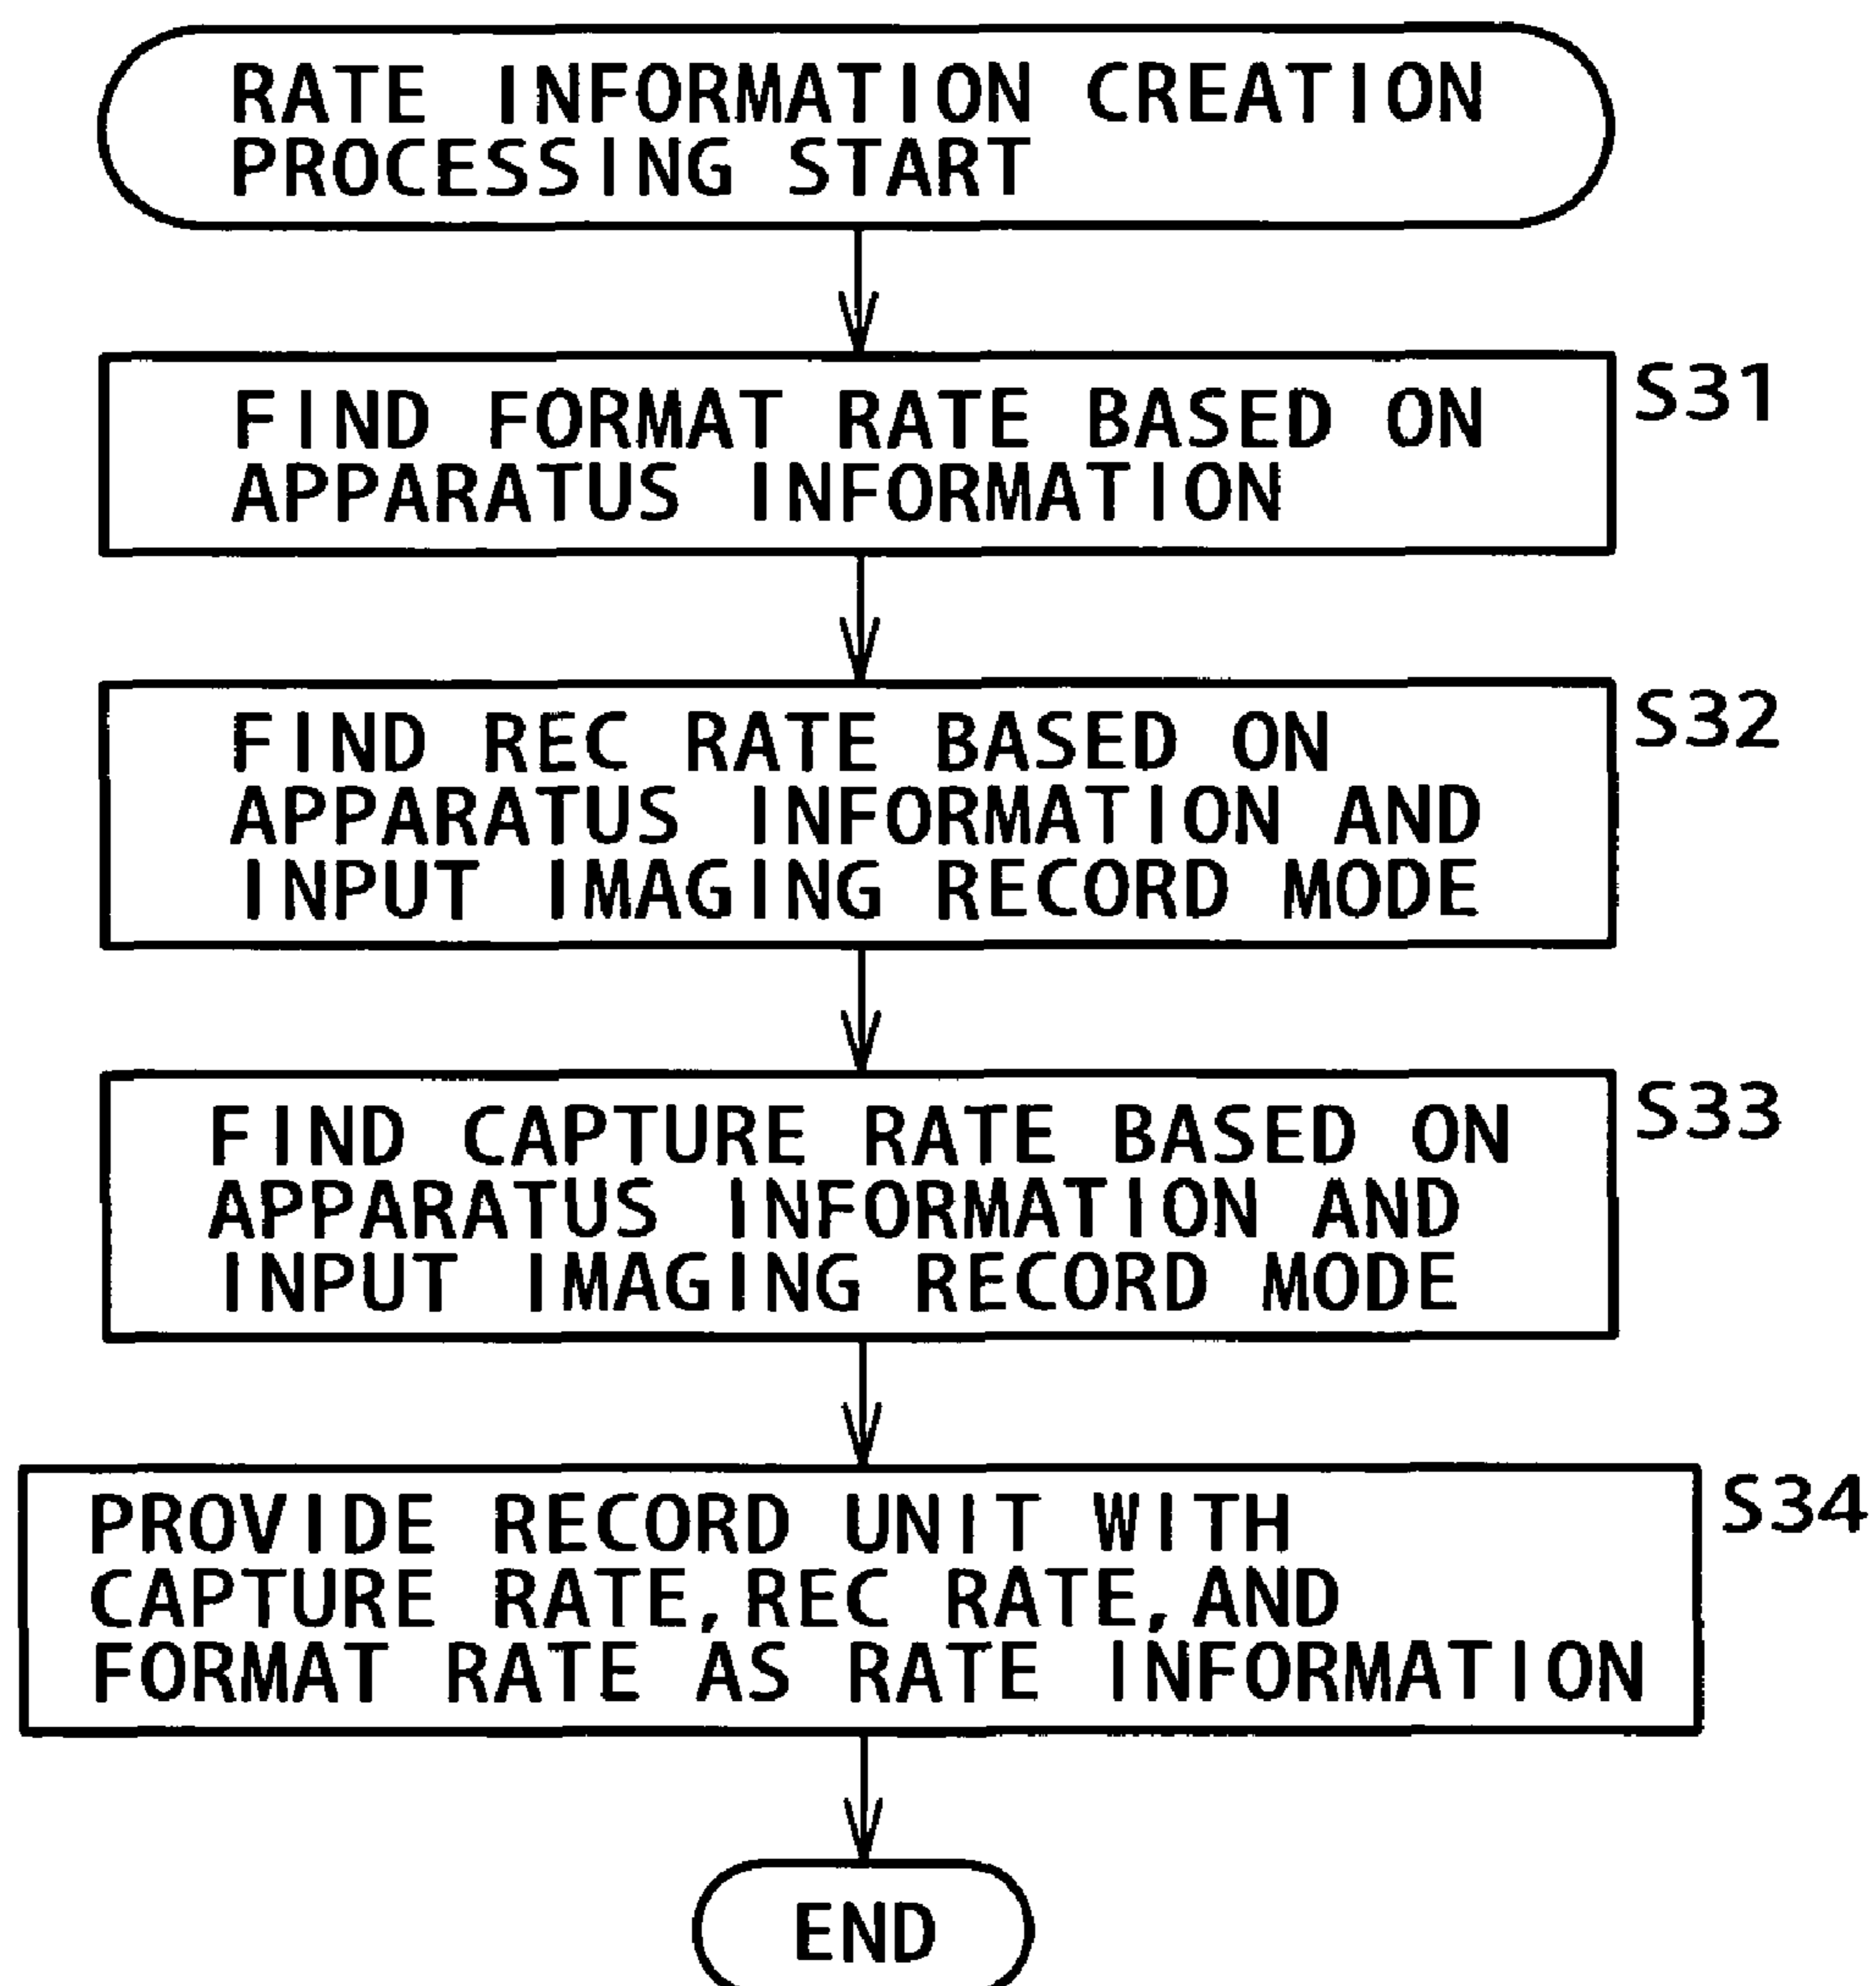 RATE INFORMATION CREATION
PROCESSING START
FIND FORMAT RATE BASED ON
APPARATUS INFORMATION
S31
FIND REC RATE BASED ON
APPARATUS INFORMATION AND
INPUT IMAGING RECORD MODE
S32
FIND CAPTURE RATE BASED ON
APPARATUS INFORMATION AND
INPUT IMAGING RECORD MODE
S33
PROVIDE RECORD UNIT WITH
CAPTURE RATE,REC RATE,AND
FORMAT RATE AS RATE INFORMATION
S34
END